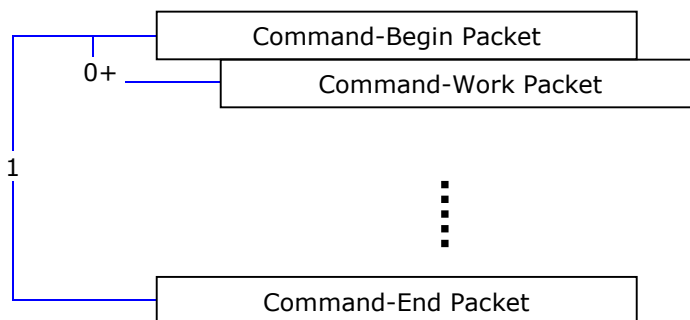 Command-Begin Packet
0+
Command-Work Packet
1
Command-End Packet